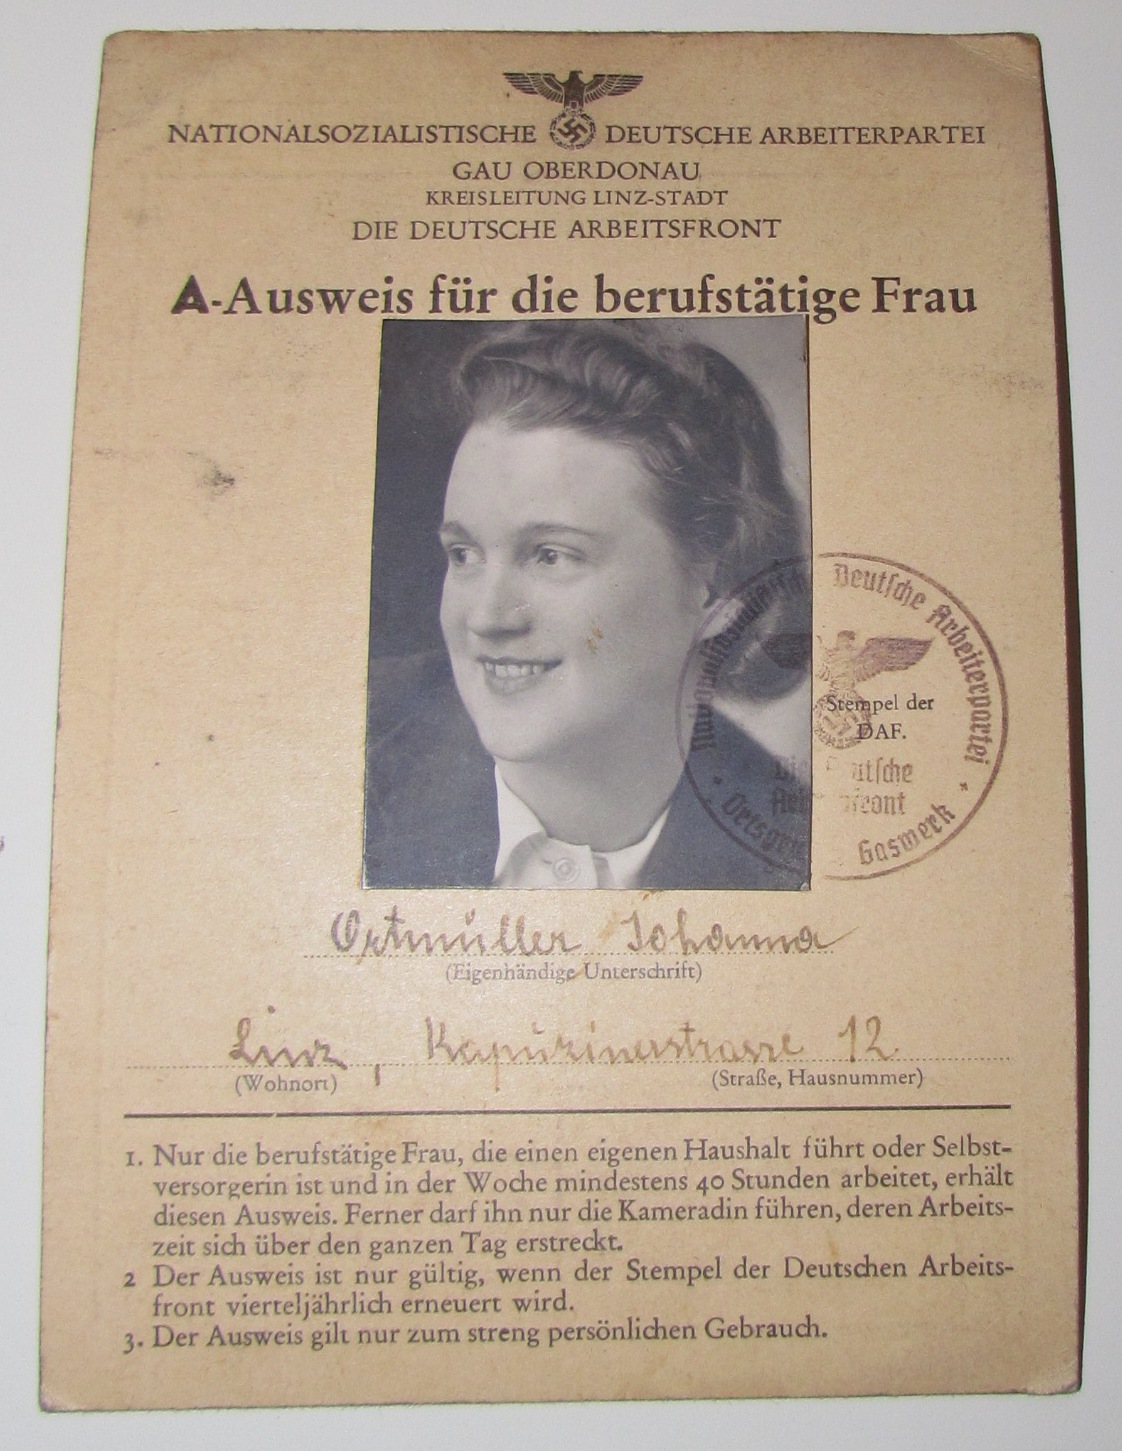 NATIONALSOZIALISTISCHE DEUTSCHE ARBEITERPARTEI
GAU OBERDONAU
KREISLEITUNG LINZ-STADT
DIE DEUTSCHE ARBEITSFRONT
A-Ausweis für die berufstätige Frau
Nationalsozialistische Deutsche Arbeiterpartei
Stempel der
DAF.
Die Deutsche
Arbeitsfront
Gaswerk
Ortmüller Johanna
(Eigenhändige Unterschrift)
Linz, Kapuzinerstrasse 12
(Wohnort) (Straße, Hausnummer)
1. Nur die berufstätige Frau, die einen eigenen Haushalt führt oder Selbst-
versorgerin ist und in der Woche mindestens 40 Stunden arbeitet, erhält
diesen Ausweis. Ferner darf ihn nur die Kameradin führen, deren Arbeits-
zeit sich über den ganzen Tag erstreckt.
2 Der Ausweis ist nur gültig, wenn der Stempel der Deutschen Arbeits-
front vierteljährlich erneuert wird.
3. Der Ausweis gilt nur zum streng persönlichen Gebrauch.